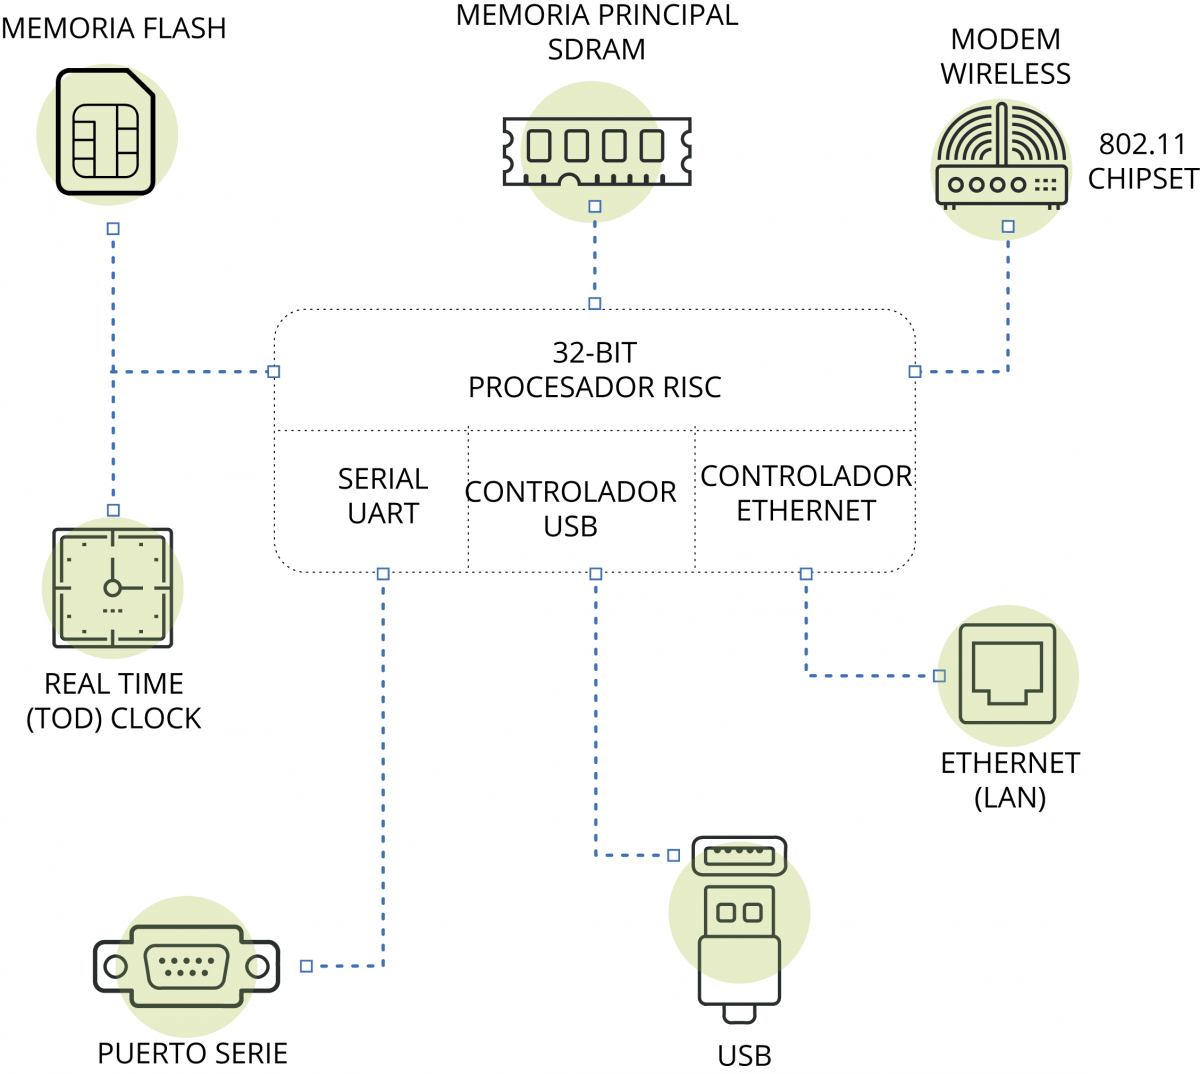 MEMORIA FLASH
MEMORIA PRINCIPAL
SDRAM
MODEM
WIRELESS
802.11
CHIPSET
32-BIT
PROCESADOR RISC
SERIAL
UART
CONTROLADOR
USB
CONTROLADOR
ETHERNET
REAL TIME
(TOD) CLOCK
ETHERNET
(LAN)
PUERTO SERIE
USB